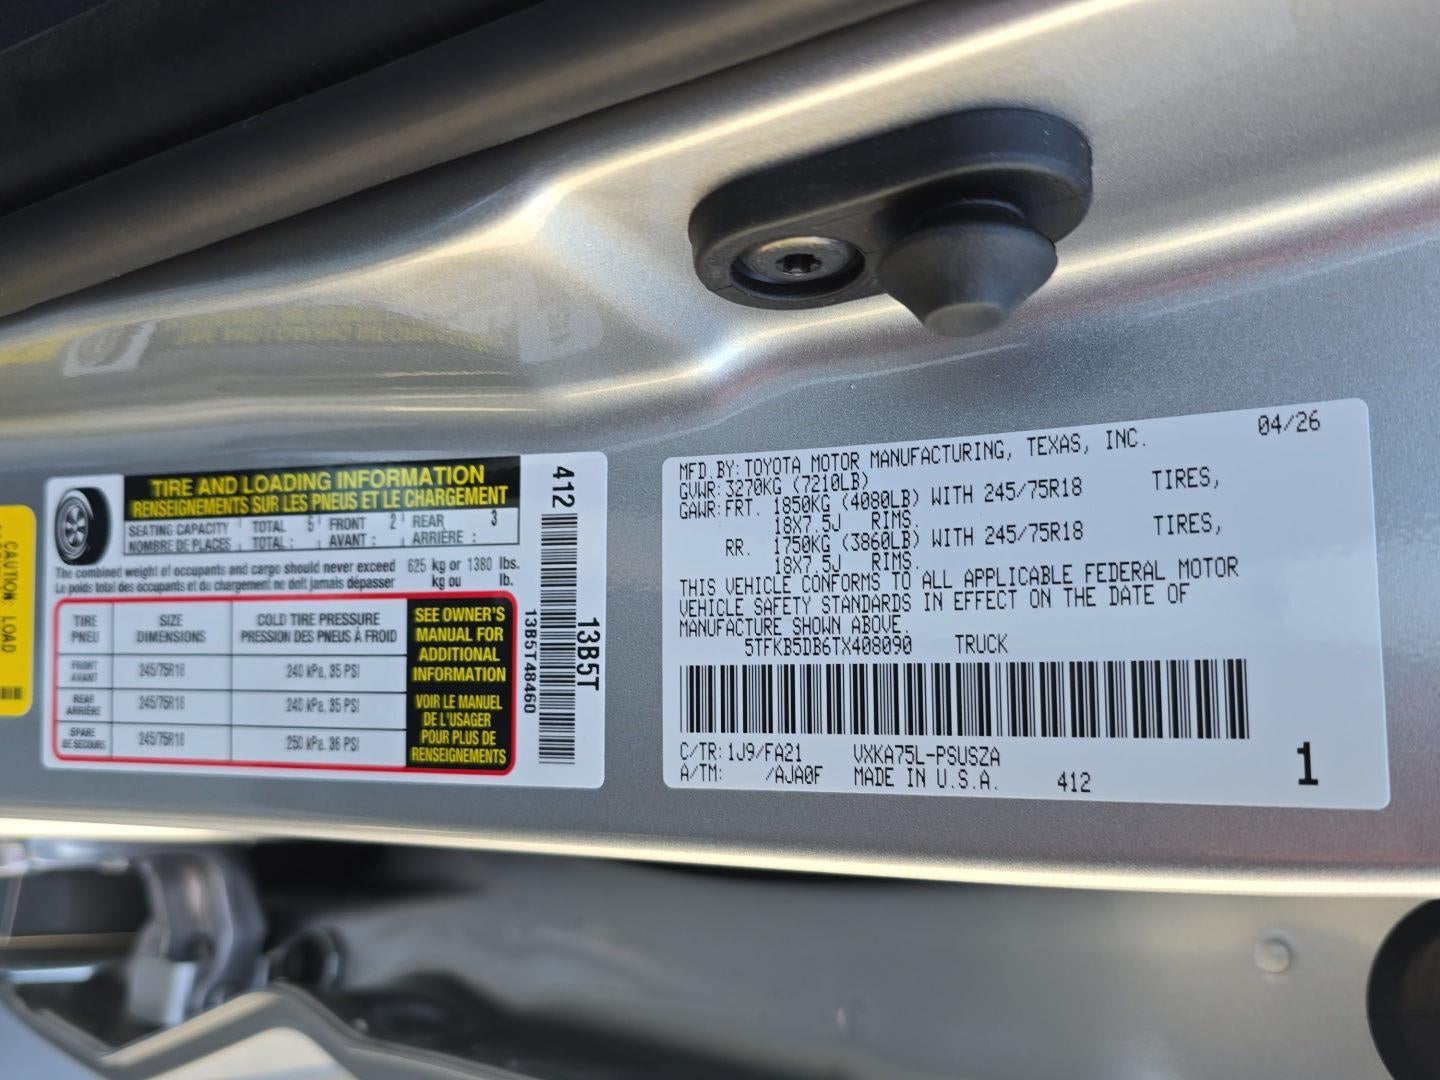 CAUTION: LOAD
TIRE AND LOADING INFORMATION
RENSEIGNEMENTS SUR LES PNEUS ET LE CHARGEMENT
SEATING CAPACITY TOTAL 5 FRONT 2 REAR 3
NOMBRE DE PLACES TOTAL : AVANT : ARRIÈRE :
The combined weight of occupants and cargo should never exceed 625 kg or 1380 lbs.
Le poids total des occupants et du chargement ne doit jamais dépasser kg ou lb.
TIRE SIZE COLD TIRE PRESSURE
PNEU DIMENSIONS PRESSION DES PNEUS À FROID
FRONT
AVANT 245/75R18 240 kPa, 35 PSI
REAR
ARRIÈRE 245/75R18 240 kPa, 35 PSI
SPARE
DE SECOURS 245/75R18 250 kPa, 36 PSI
SEE OWNER'S
MANUAL FOR
ADDITIONAL
INFORMATION
VOIR LE MANUEL
DE L'USAGER
POUR PLUS DE
RENSEIGNEMENTS
412
13B5T
13B5T48460
04/26
MFD.BY:TOYOTA MOTOR MANUFACTURING, TEXAS, INC.
GVWR:3270KG (7210LB)
GAWR:FRT. 1850KG (4080LB) WITH 245/75R18 TIRES,
18X7.5J RIMS.
RR. 1750KG (3860LB) WITH 245/75R18 TIRES,
18X7.5J RIMS.
THIS VEHICLE CONFORMS TO ALL APPLICABLE FEDERAL MOTOR
VEHICLE SAFETY STANDARDS IN EFFECT ON THE DATE OF
MANUFACTURE SHOWN ABOVE.
5TFKB5DB6TX408090 TRUCK
C/TR:1J9/FA21 VXKA75L-PSUSZA
A/TM: /AJA0F MADE IN U.S.A. 412
1